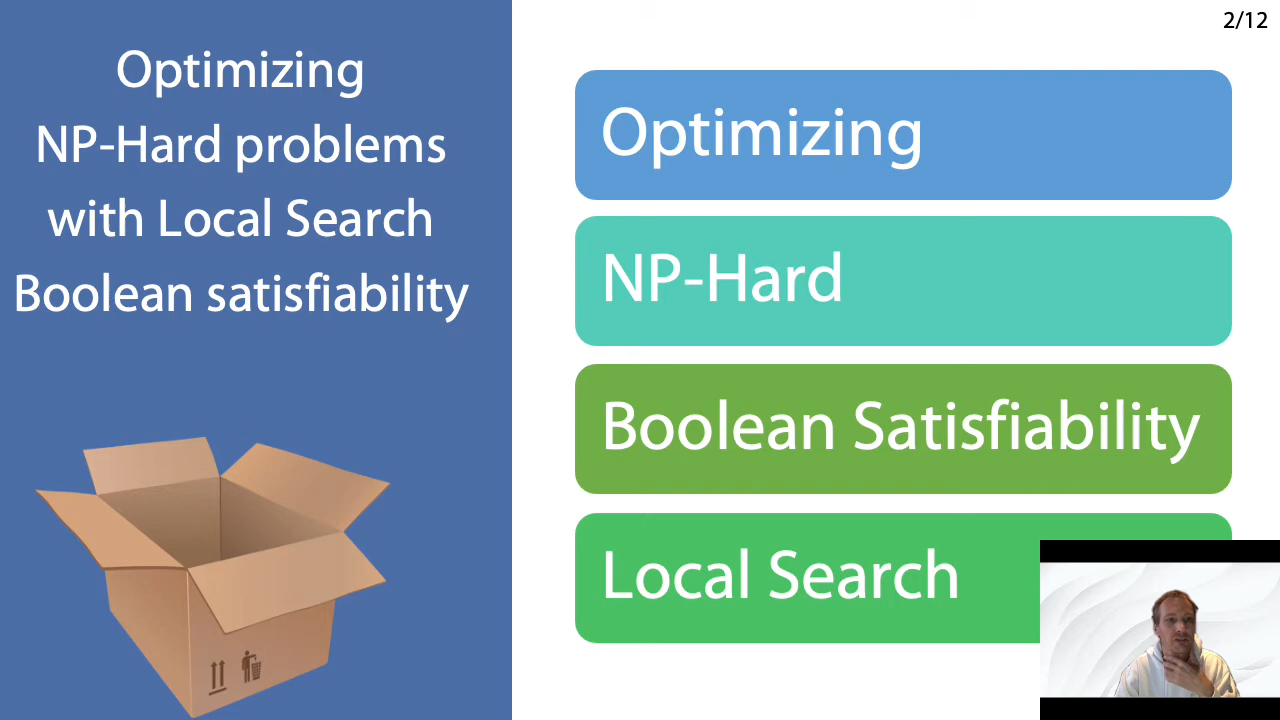 Optimizing
NP-Hard problems
with Local Search
Boolean satisfiability
2/12
Optimizing
NP-Hard
Boolean Satisfiability
Local Search